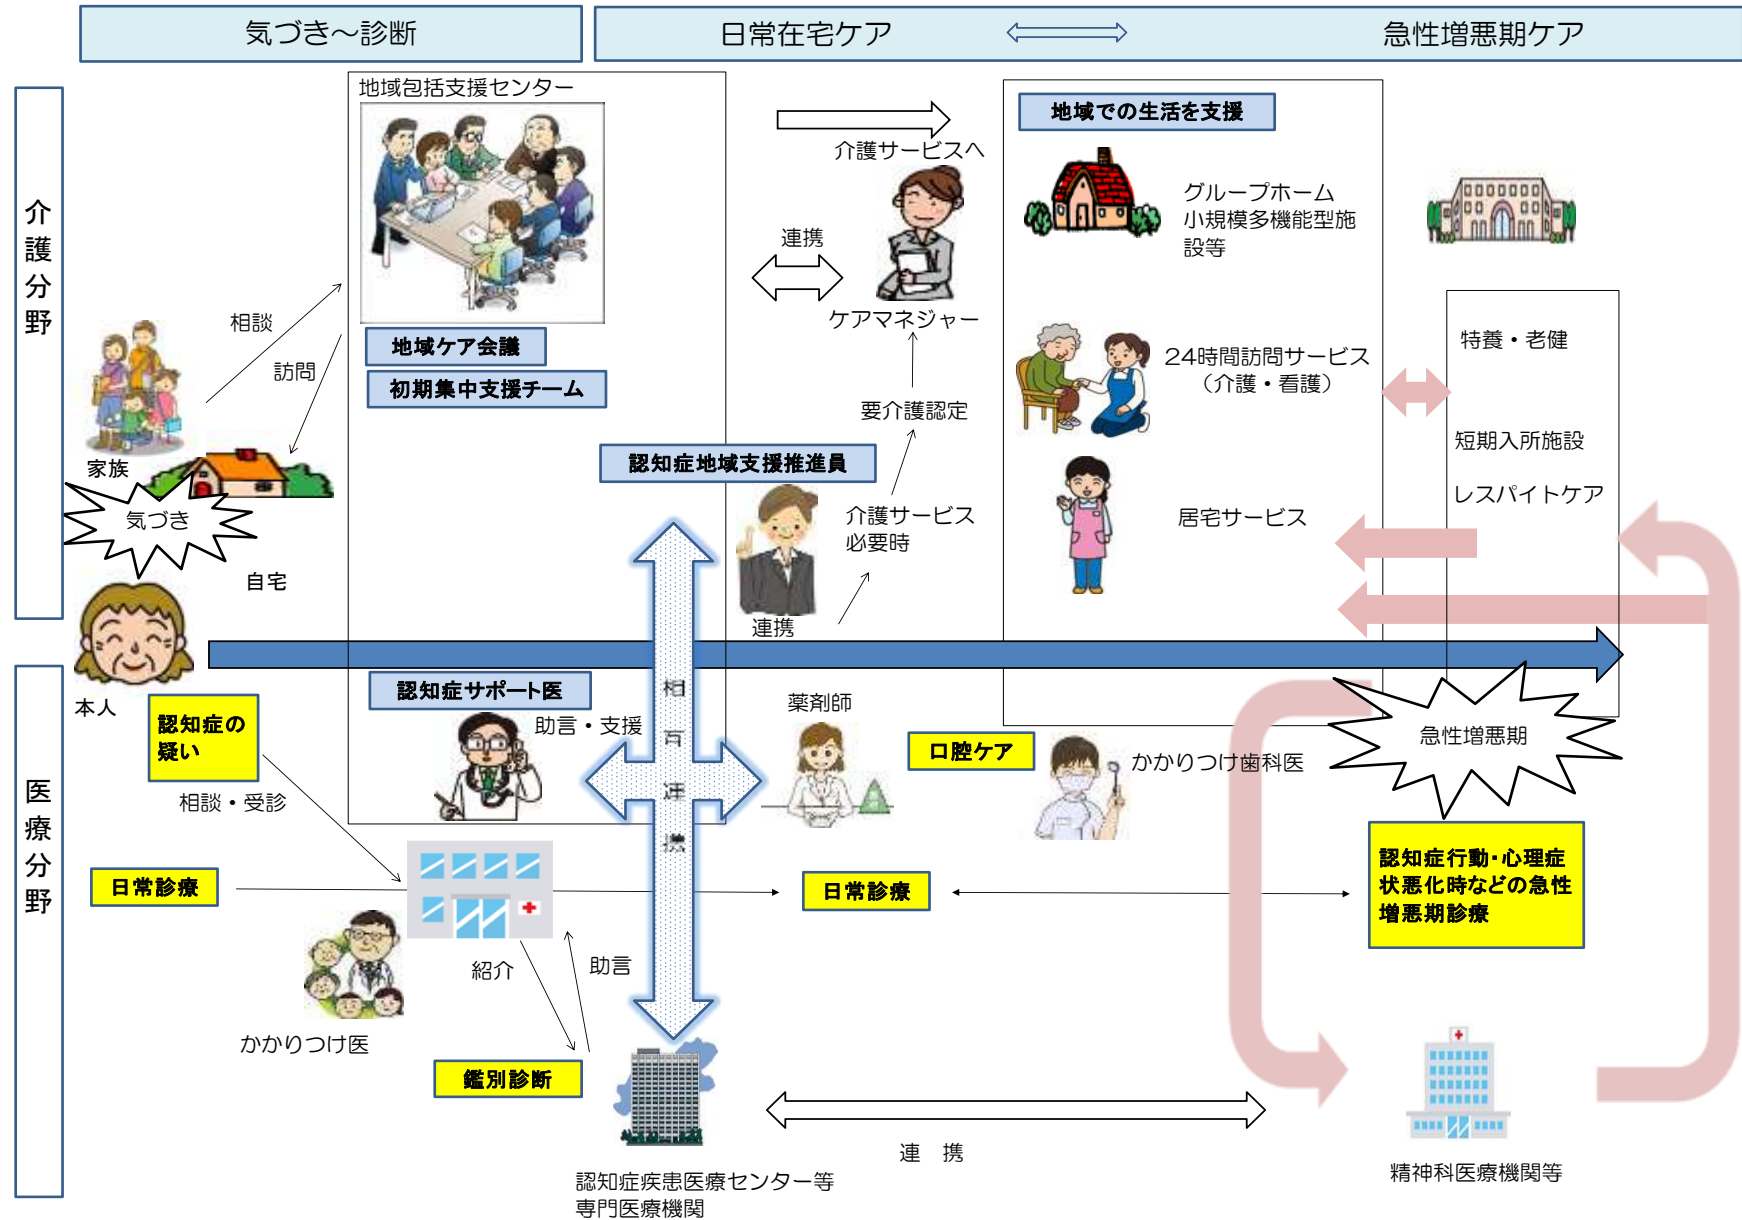 気づき～診断
日常在宅ケア
急性増悪期ケア
介護分野
地域包括支援センター
地域ケア会議
初期集中支援チーム
相談
訪問
家族
気づき
自宅
本人
介護サービスへ
連携
ケアマネジャー
要介護認定
認知症地域支援推進員
介護サービス
必要時
連携
地域での生活を支援
グループホーム
小規模多機能型施
設等
24時間訪問サービス
（介護・看護）
居宅サービス
特養・老健
短期入所施設
レスパイトケア
医療分野
認知症の
疑い
相談・受診
日常診療
かかりつけ医
認知症サポート医
助言・支援
相互連携
紹介
助言
鑑別診断
認知症疾患医療センター等
専門医療機関
薬剤師
口腔ケア
かかりつけ歯科医
日常診療
急性増悪期
認知症行動・心理症
状悪化時などの急性
増悪期診療
連　携
精神科医療機関等